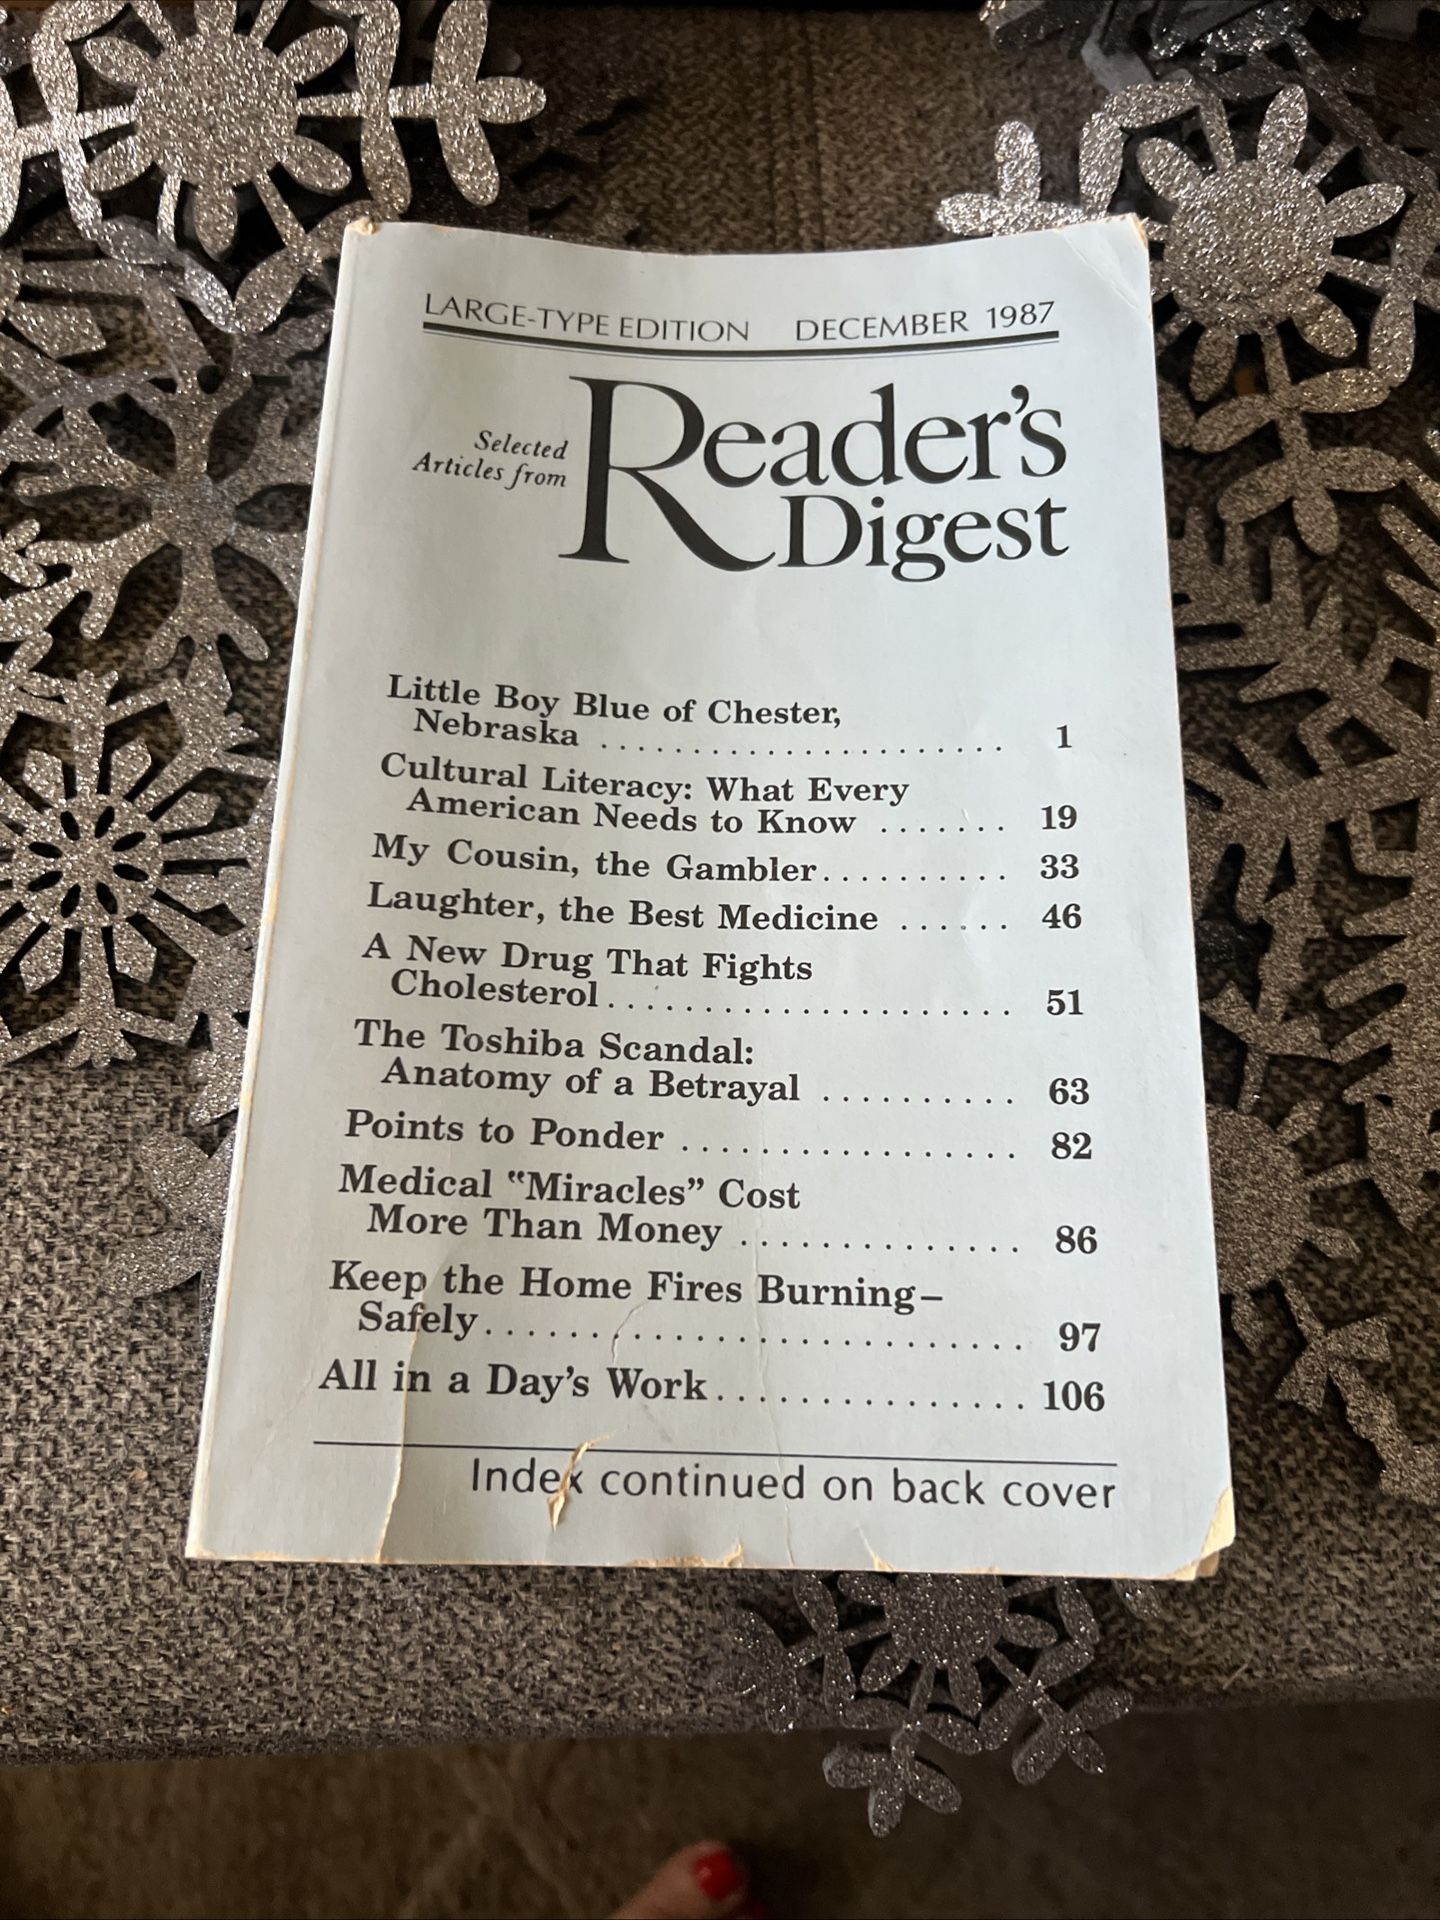 LARGE-TYPE EDITION DECEMBER 1987
Selected
Articles from
Reader's
Digest
Little Boy Blue of Chester,
Nebraska ...................... 1
Cultural Literacy: What Every
American Needs to Know ....... 19
My Cousin, the Gambler.......... 33
Laughter, the Best Medicine ...... 46
A New Drug That Fights
Cholesterol..................... 51
The Toshiba Scandal:
Anatomy of a Betrayal .......... 63
Points to Ponder ................. 82
Medical "Miracles" Cost
More Than Money .............. 86
Keep the Home Fires Burning–
Safely.......................... 97
All in a Day's Work............... 106
Index continued on back cover